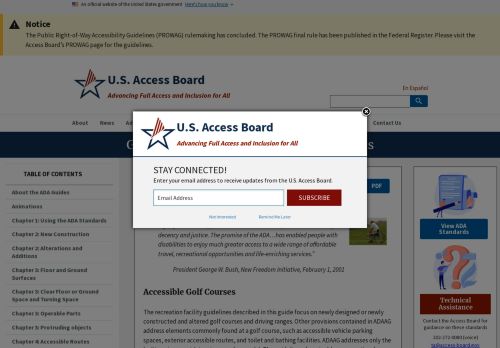 An official website of the United States government Here's how you know
Notice
The Public Right-of-Way Accessibility Guidelines (PROWAG) rulemaking has concluded. The PROWAG final rule has been published in the Federal Register. Please visit the
Access Board's PROWAG page for the guidelines.
U.S. Access Board
Advancing Full Access and Inclusion for All
En Español
About News
Contact Us
U.S. Access Board
Advancing Full Access and Inclusion for All
STAY CONNECTED!
Enter your email address to receive updates from the U.S. Access Board.
Email Address
SUBSCRIBE
Not Interested
Remind Me Later
TABLE OF CONTENTS
About the ADA Guides
Animations
Chapter 1: Using the ADA Standards
Chapter 2: New Construction
Chapter 2: Alterations and
Additions
Chapter 3: Floor and Ground
Surfaces
Chapter 3: Clear Floor or Ground
Space and Turning Space
Chapter 3: Operable Parts
Chapter 3: Protruding objects
Chapter 4: Accessible Routes
PDF
decency and justice. The promise of the ADA...has enabled people with
disabilities to enjoy much greater access to a wide range of affordable
travel, recreational opportunities and life-enriching services."
President George W. Bush, New Freedom Initiative, February 1, 2001
Accessible Golf Courses
The recreation facility guidelines described in this guide focus on newly designed or newly
constructed and altered golf courses and driving ranges. Other provisions contained in ADAAG
address elements commonly found at a golf course, such as accessible vehicle parking
spaces, exterior accessible routes, and toilet and bathing facilities. ADAAG addresses only the
View ADA
Standards
Technical
Assistance
Contact the Access Board for
guidance on these standards
202-272-0080 (voice)
ta@access-board.gov